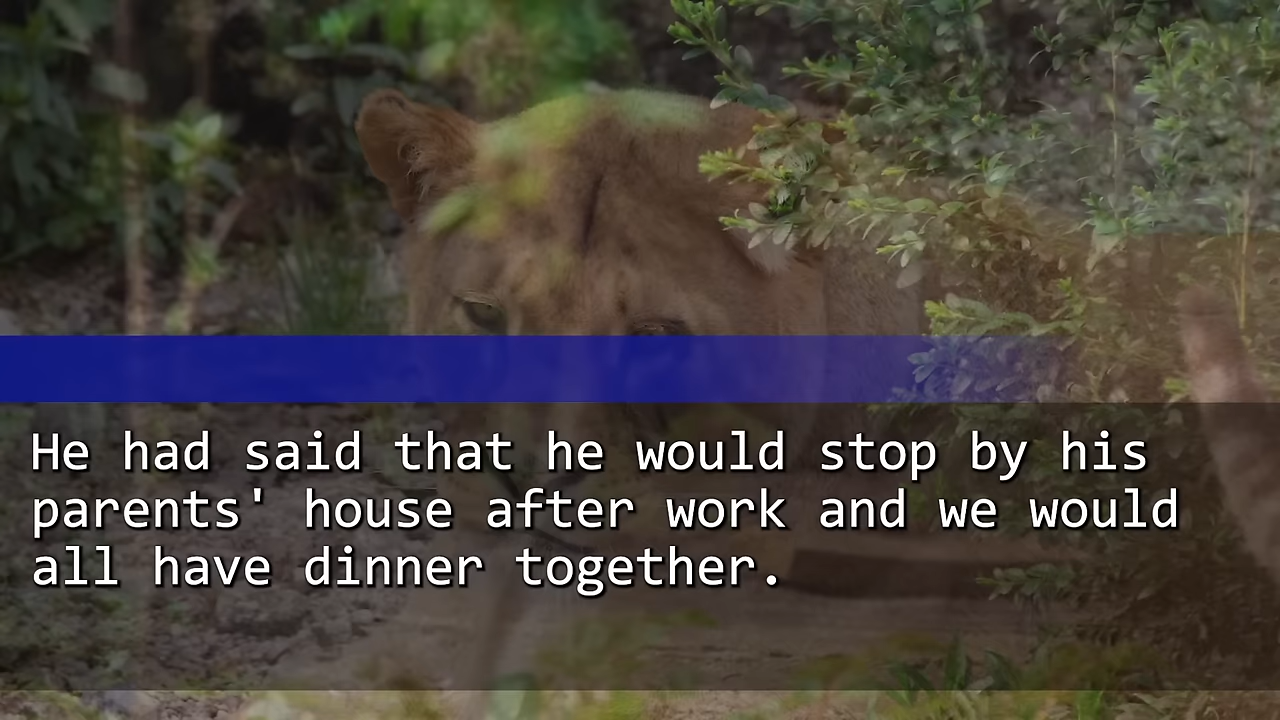 He had said that he would stop by his
parents' house after work and we would
all have dinner together.